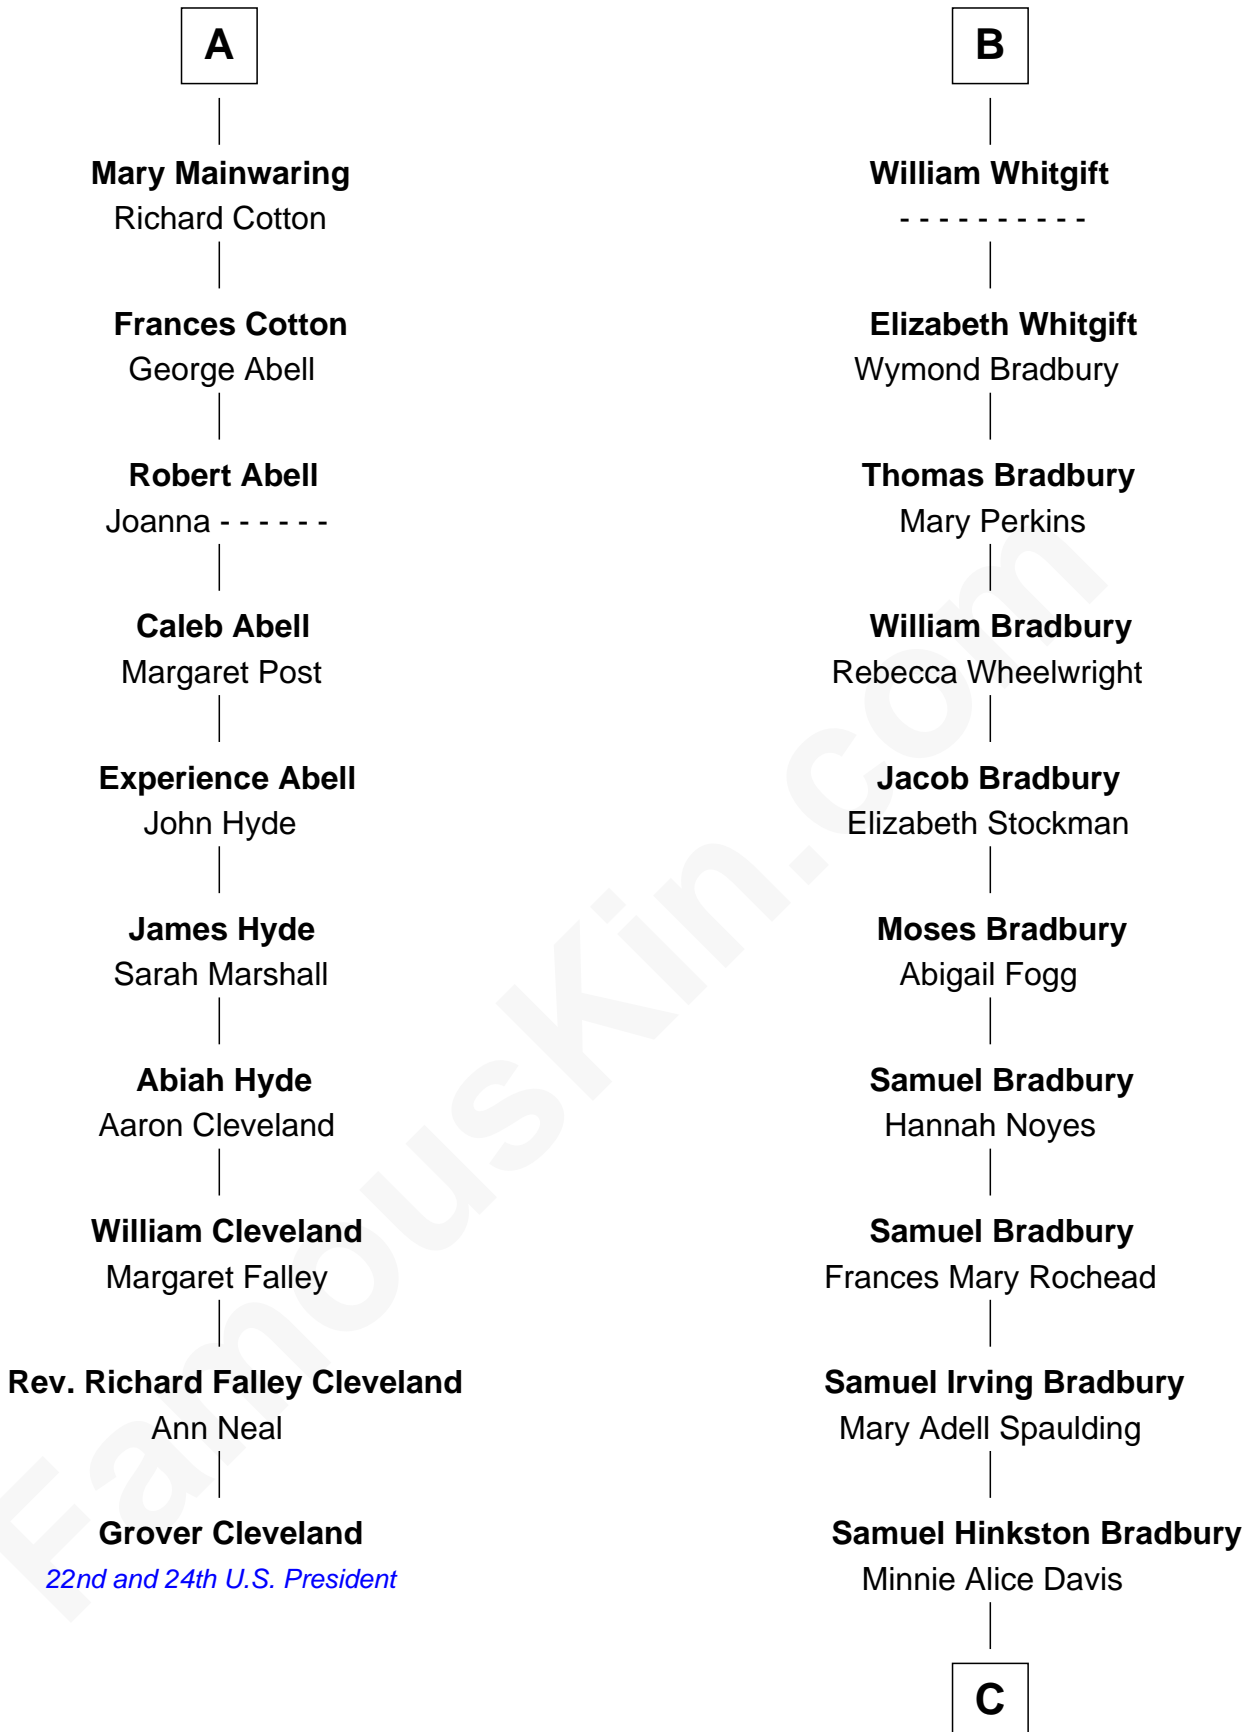 A
Mary Mainwaring
Richard Cotton
Frances Cotton
George Abell
Robert Abell
Joanna - - - - - -
Caleb Abell
Margaret Post
Experience Abell
John Hyde
James Hyde
Sarah Marshall
Abiah Hyde
Aaron Cleveland
William Cleveland
Margaret Falley
Rev. Richard Falley Cleveland
Ann Neal
Grover Cleveland
22nd and 24th U.S. President
B
William Whitgift
- - - - - - - - - -
Elizabeth Whitgift
Wymond Bradbury
Thomas Bradbury
Mary Perkins
William Bradbury
Rebecca Wheelwright
Jacob Bradbury
Elizabeth Stockman
Moses Bradbury
Abigail Fogg
Samuel Bradbury
Hannah Noyes
Samuel Bradbury
Frances Mary Rochead
Samuel Irving Bradbury
Mary Adell Spaulding
Samuel Hinkston Bradbury
Minnie Alice Davis
C
FamousKin.com